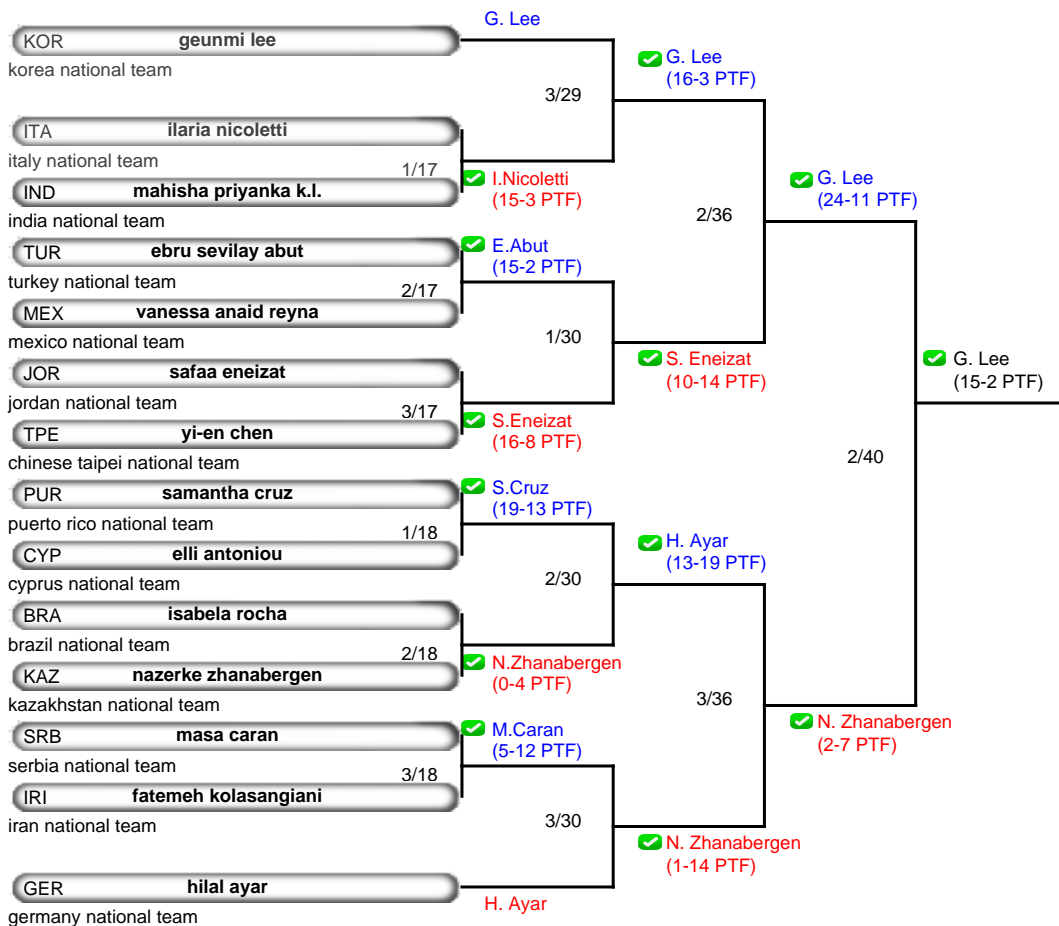 G. Lee
KOR geunmi lee
korea national team
G. Lee
(16-3 PTF)
3/29
ITA ilaria nicoletti
italy national team
1/17
IND mahisha priyanka k.l.
I.Nicoletti
(15-3 PTF)
india national team
G. Lee
(24-11 PTF)
2/36
TUR ebru sevilay abut
E.Abut
(15-2 PTF)
turkey national team
2/17
MEX vanessa anaid reyna
mexico national team
1/30
JOR safaa eneizat
S. Eneizat
(10-14 PTF)
jordan national team
3/17
TPE yi-en chen
S.Eneizat
(16-8 PTF)
chinese taipei national team
G. Lee
(15-2 PTF)
2/40
PUR samantha cruz
S.Cruz
(19-13 PTF)
puerto rico national team
1/18
CYP elli antoniou
cyprus national team
H. Ayar
(13-19 PTF)
2/30
BRA isabela rocha
brazil national team
2/18
KAZ nazerke zhanabergen
N.Zhanabergen
(0-4 PTF)
kazakhstan national team
3/36
N. Zhanabergen
(2-7 PTF)
SRB masa caran
M.Caran
(5-12 PTF)
serbia national team
3/18
IRI fatemeh kolasangiani
iran national team
3/30
N. Zhanabergen
(1-14 PTF)
GER hilal ayar
H. Ayar
germany national team